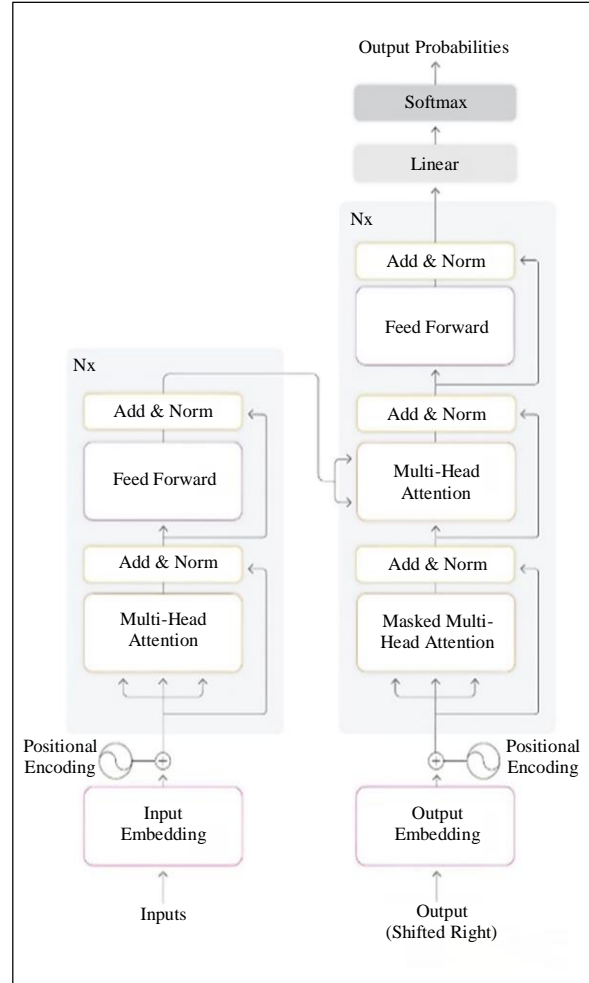 Output Probabilities
Softmax
Linear
Nx
Add & Norm
Feed Forward
Add & Norm
Multi-Head
Attention
Add & Norm
Masked Multi-
Head Attention
Positional
Encoding
Output
Embedding
Output
(Shifted Right)
Nx
Add & Norm
Feed Forward
Add & Norm
Multi-Head
Attention
Positional
Encoding
Input
Embedding
Inputs